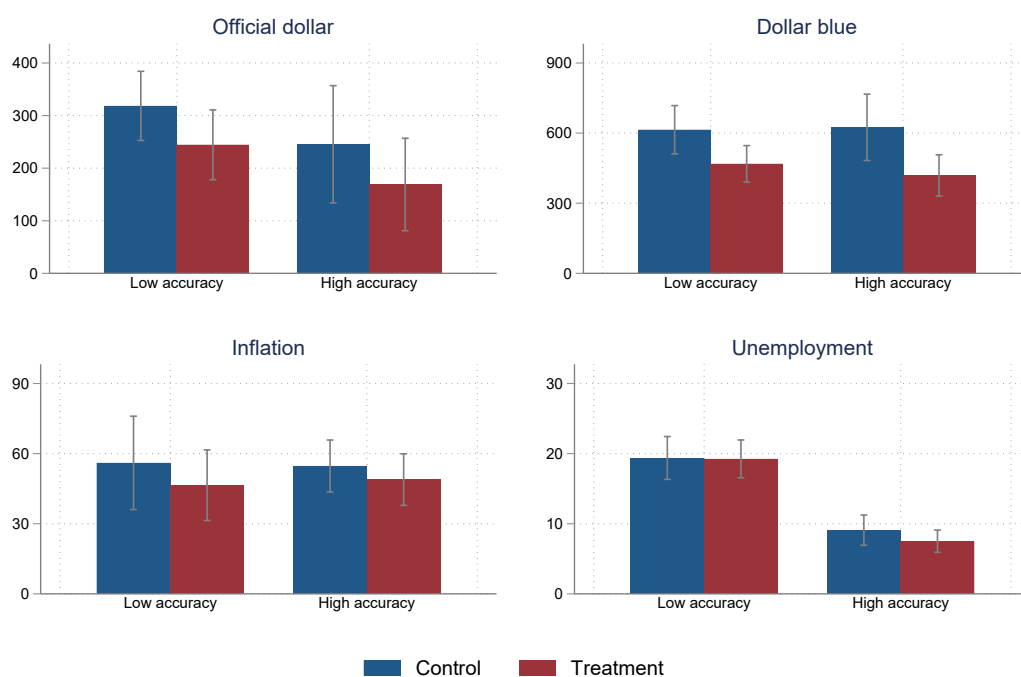 Official dollar
400
300
200
100
0
Low accuracy High accuracy
Dollar blue
900
600
300
0
Low accuracy High accuracy
Inflation
90
60
30
0
Low accuracy High accuracy
Unemployment
30
20
10
0
Low accuracy High accuracy
Control Treatment